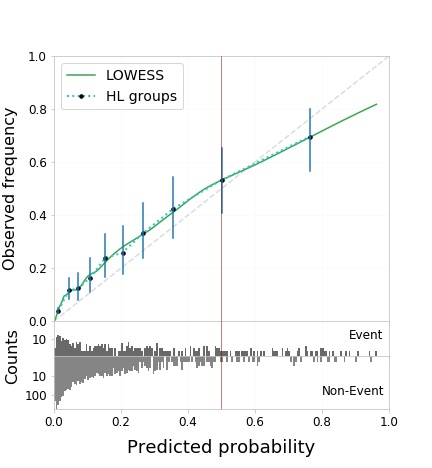 1.0
LOWESS
HL groups
0.8
0.6
0.4
0.2
0.0
Observed frequency
10
Event
10
Non-Event
100
Counts
0.0 0.2 0.4 0.6 0.8 1.0
Predicted probability